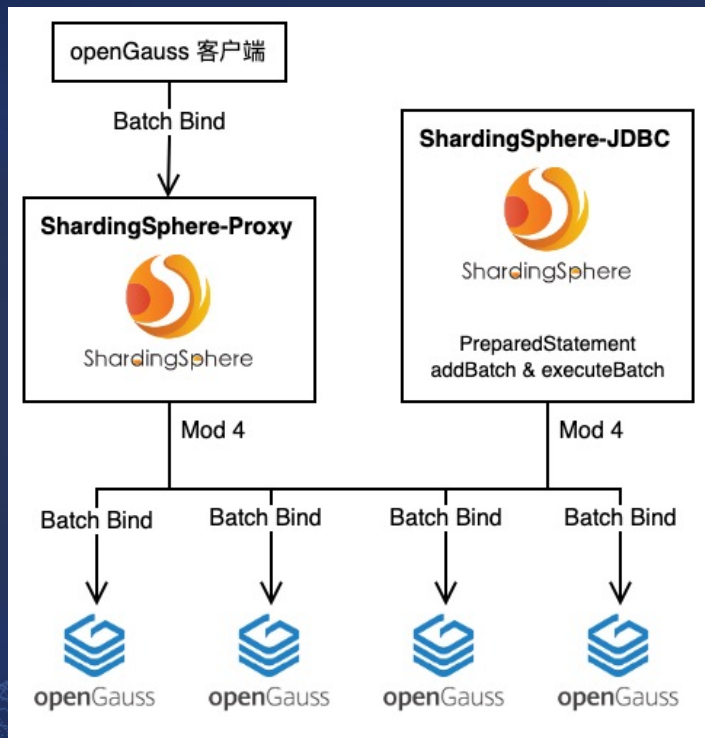 openGauss 客户端
Batch Bind
ShardingSphere-Proxy
ShardingSphere
ShardingSphere-JDBC
ShardingSphere
PreparedStatement
addBatch & executeBatch
Mod 4
Mod 4
Batch Bind
Batch Bind
Batch Bind
Batch Bind
openGauss
openGauss
openGauss
openGauss